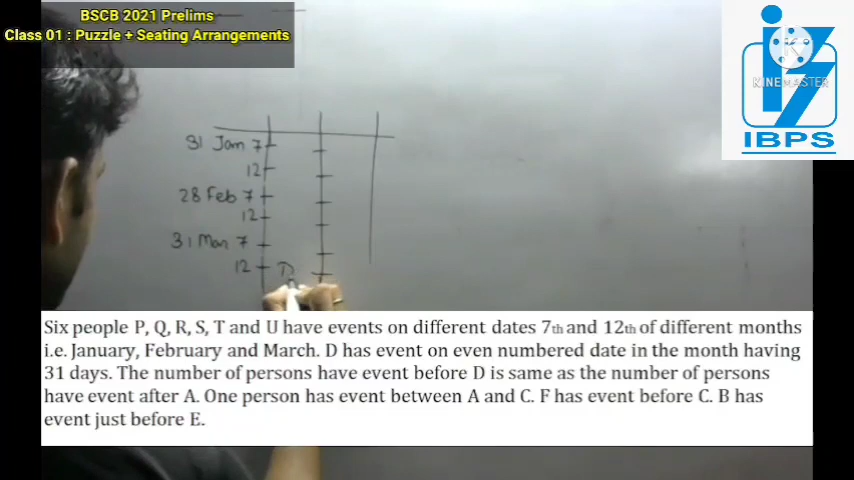 BSCB 2021 Prelims
Class 01 : Puzzle + Seating Arrangements
KINEMASTER
IBPS
31 Jan 7
12
28 Feb 7
12
31 Mar 7
12 D
Six people P, Q, R, S, T and U have events on different dates 7th and 12th of different months
i.e. January, February and March. D has event on even numbered date in the month having
31 days. The number of persons have event before D is same as the number of persons
have event after A. One person has event between A and C. F has event before C. B has
event just before E.